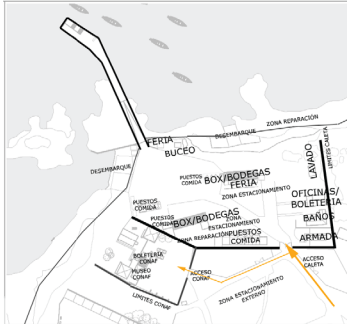 ZONA REPARACIÓN
DESEMBARQUE
FERIA
BUCEO
LAVADO
LIMITES CALETA
DESEMBARQUE
PUESTOS
COMIDA
BOX/BODEGAS
FERIA
ZONA ESTACIONAMIENTO
OFICINAS/
BOLETERIA
PUESTOS
COMIDA
PUESTOS
COMIDA
BOX/BODEGAS
ZONA
ESTACIONAMIENTO
BAÑOS
ZONA REPARACIÓN
PUESTOS
COMIDA
ARMADA
BOLETERIA
CONAF
MUSEO
CONAF
ACCESO
CONAF
ACCESO
CALETA
LIMITES CONAF
ZONA ESTACIONAMIENTO
EXTERNO